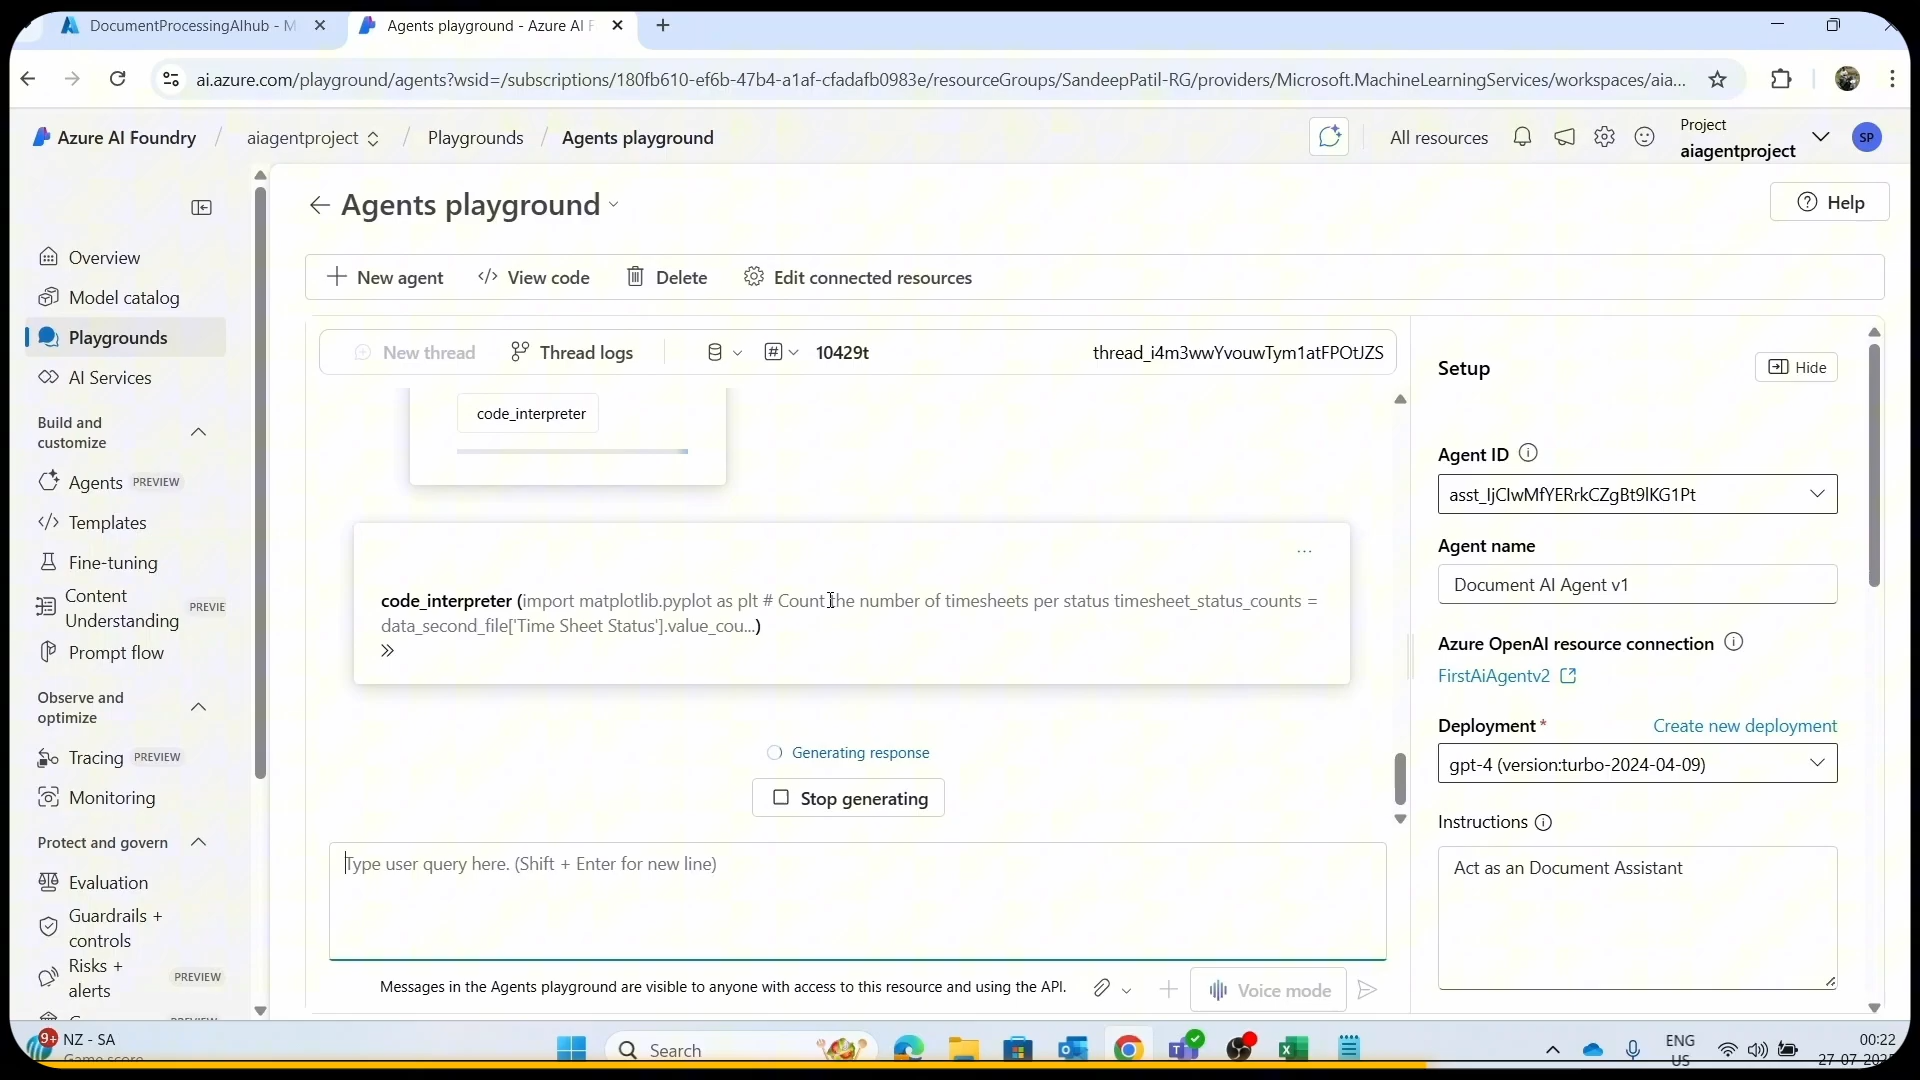 DocumentProcessingAIhub - M
Agents playground - Azure AI F
ai.azure.com/playground/agents?wsid=/subscriptions/180fb610-ef6b-47b4-a1af-cfadafb0983e/resourceGroups/SandeepPatil-RG/providers/Microsoft.MachineLearningServices/workspaces/aia...
Azure AI Foundry / aiagentproject / Playgrounds / Agents playground
All resources
Project
aiagentproject
SP
Agents playground
Help
New agent
View code
Delete
Edit connected resources
Overview
Model catalog
Playgrounds
AI Services
Build and
customize
Agents PREVIEW
Templates
Fine-tuning
Content
Understanding PREVIE
Prompt flow
Observe and
optimize
Tracing PREVIEW
Monitoring
Protect and govern
Evaluation
Guardrails +
controls
Risks +
alerts PREVIEW
New thread
Thread logs
10429t
thread_i4m3wwYvouwTym1atFPOtJZS
code_interpreter
...
code_interpreter (import matplotlib.pyplot as plt # Count the number of timesheets per status timesheet_status_counts =
data_second_file['Time Sheet Status'].value_cou...)
Generating response
Stop generating
Type user query here. (Shift + Enter for new line)
Messages in the Agents playground are visible to anyone with access to this resource and using the API.
Voice mode
Setup
Hide
Agent ID
asst_IjCIwMfYERrkCZgBt9lKG1Pt
Agent name
Document AI Agent v1
Azure OpenAI resource connection
FirstAiAgentv2
Deployment *
Create new deployment
gpt-4 (version:turbo-2024-04-09)
Instructions
Act as an Document Assistant
9+
NZ - SA
Game score
Search
ENG
US
00:22